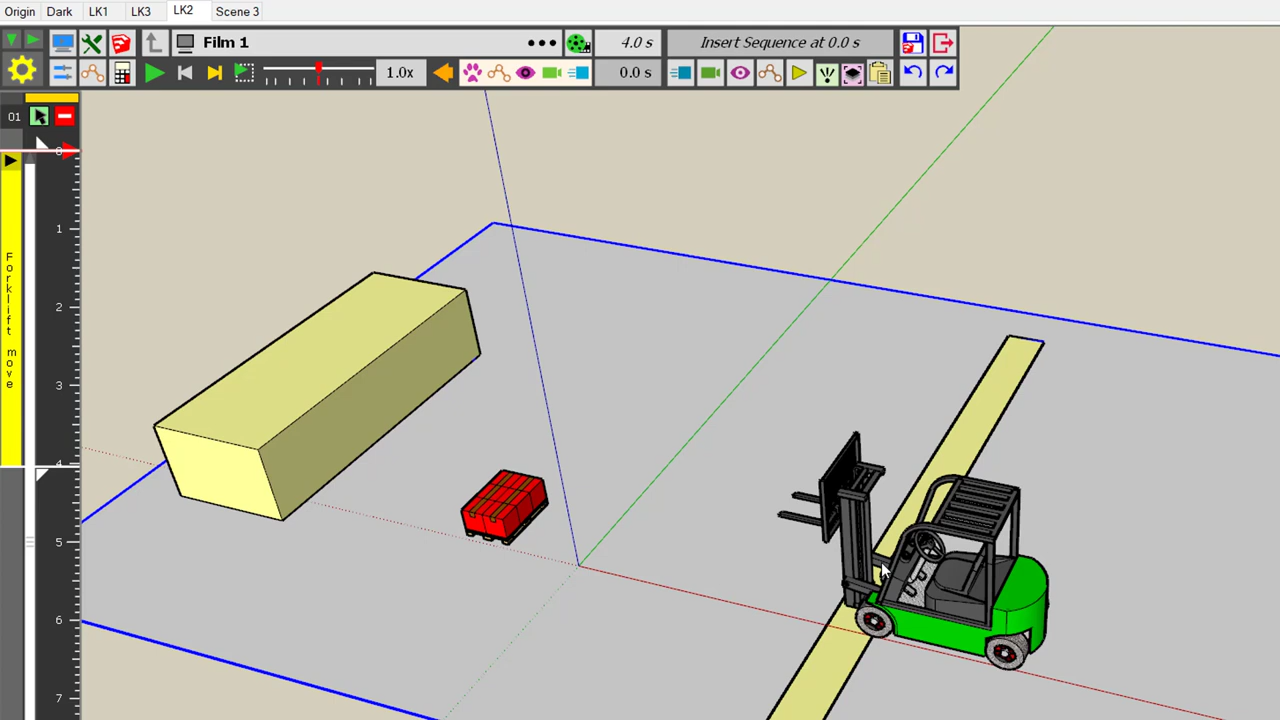 Origin Dark LK1 LK3 LK2 Scene 3
Film 1 ••• 4.0 s Insert Sequence at 0.0 s
1.0x 0.0 s
01
0
1
2
3
4
5
6
7
Forklift move